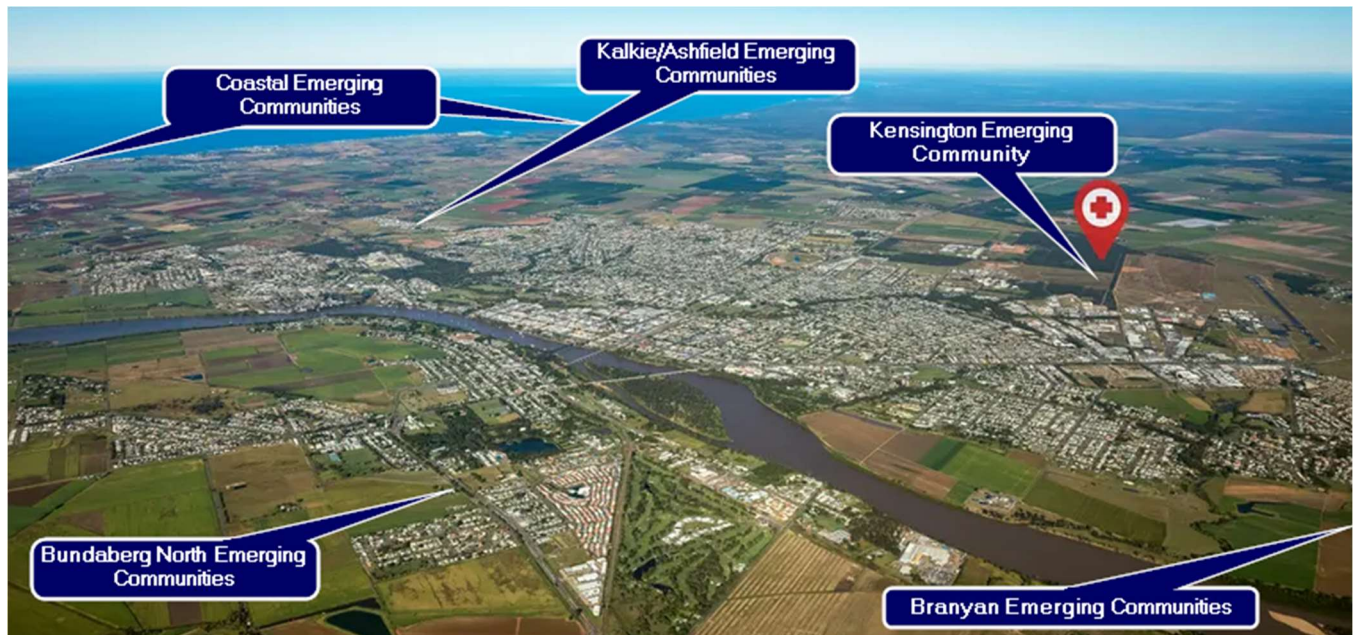 Kalkie/Ashfield Emerging
Communities
Coastal Emerging
Communities
Kensington Emerging
Community
Bundaberg North Emerging
Communities
Branyan Emerging Communities